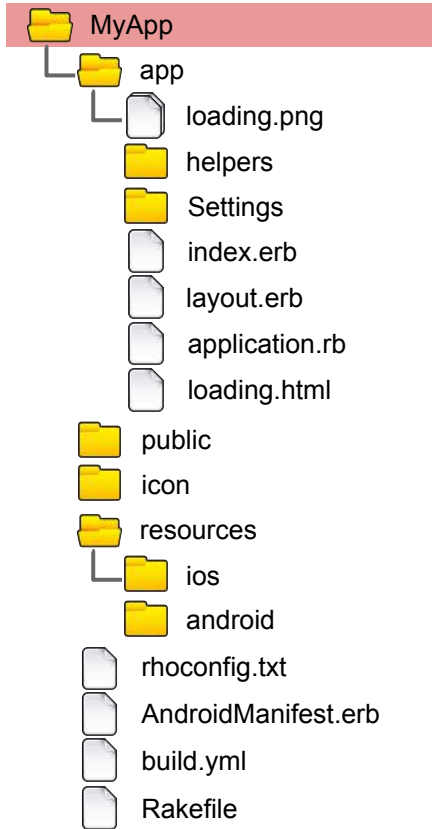 MyApp
app
loading.png
helpers
Settings
index.erb
layout.erb
application.rb
loading.html
public
icon
resources
ios
android
rhoconfig.txt
AndroidManifest.erb
build.yml
Rakefile